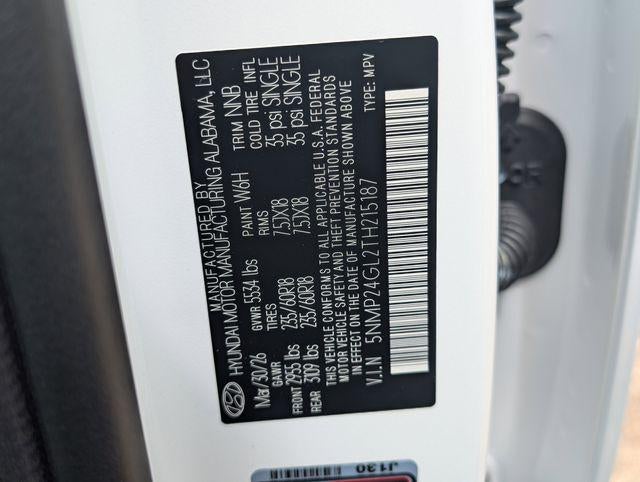 MANUFACTURED BY
HYUNDAI MOTOR MANUFACTURING ALABAMA, LLC
Mar/30/26 GVWR 5534 lbs PAINT W6H TRIM NNB
GAWR TIRES RIMS COLD TIRE INFL
FRONT 2955 lbs 235/60R18 7.5JX18 35 psi SINGLE
REAR 3109 lbs 235/60R18 7.5JX18 35 psi SINGLE
THIS VEHICLE CONFORMS TO ALL APPLICABLE U.S.A. FEDERAL
MOTOR VEHICLE SAFETY AND THEFT PREVENTION STANDARDS
IN EFFECT ON THE DATE OF MANUFACTURE SHOWN ABOVE
V.I.N 5NMP24GL2TH215187 TYPE: MPV
J1130